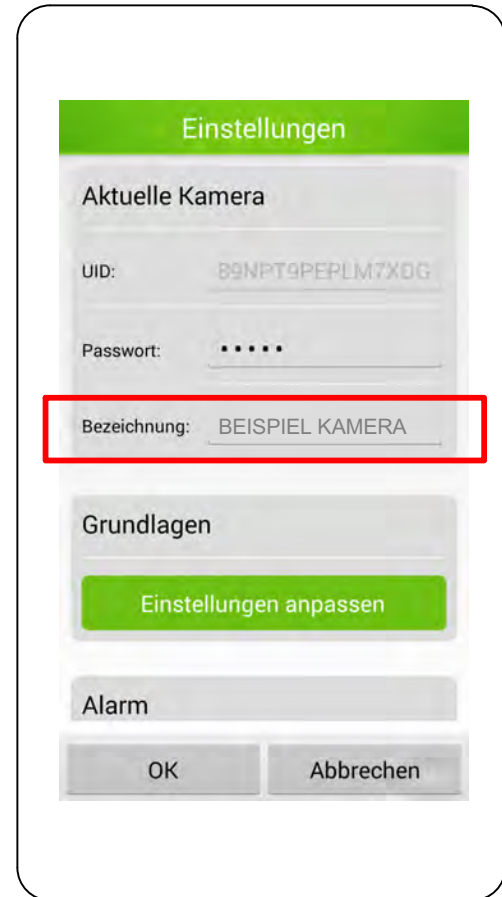 Einstellungen
Aktuelle Kamera
UID: B9NPT9PEPLM7XDG
Passwort: •••••
Bezeichnung: BEISPIEL KAMERA
Grundlagen
Einstellungen anpassen
Alarm
OK Abbrechen